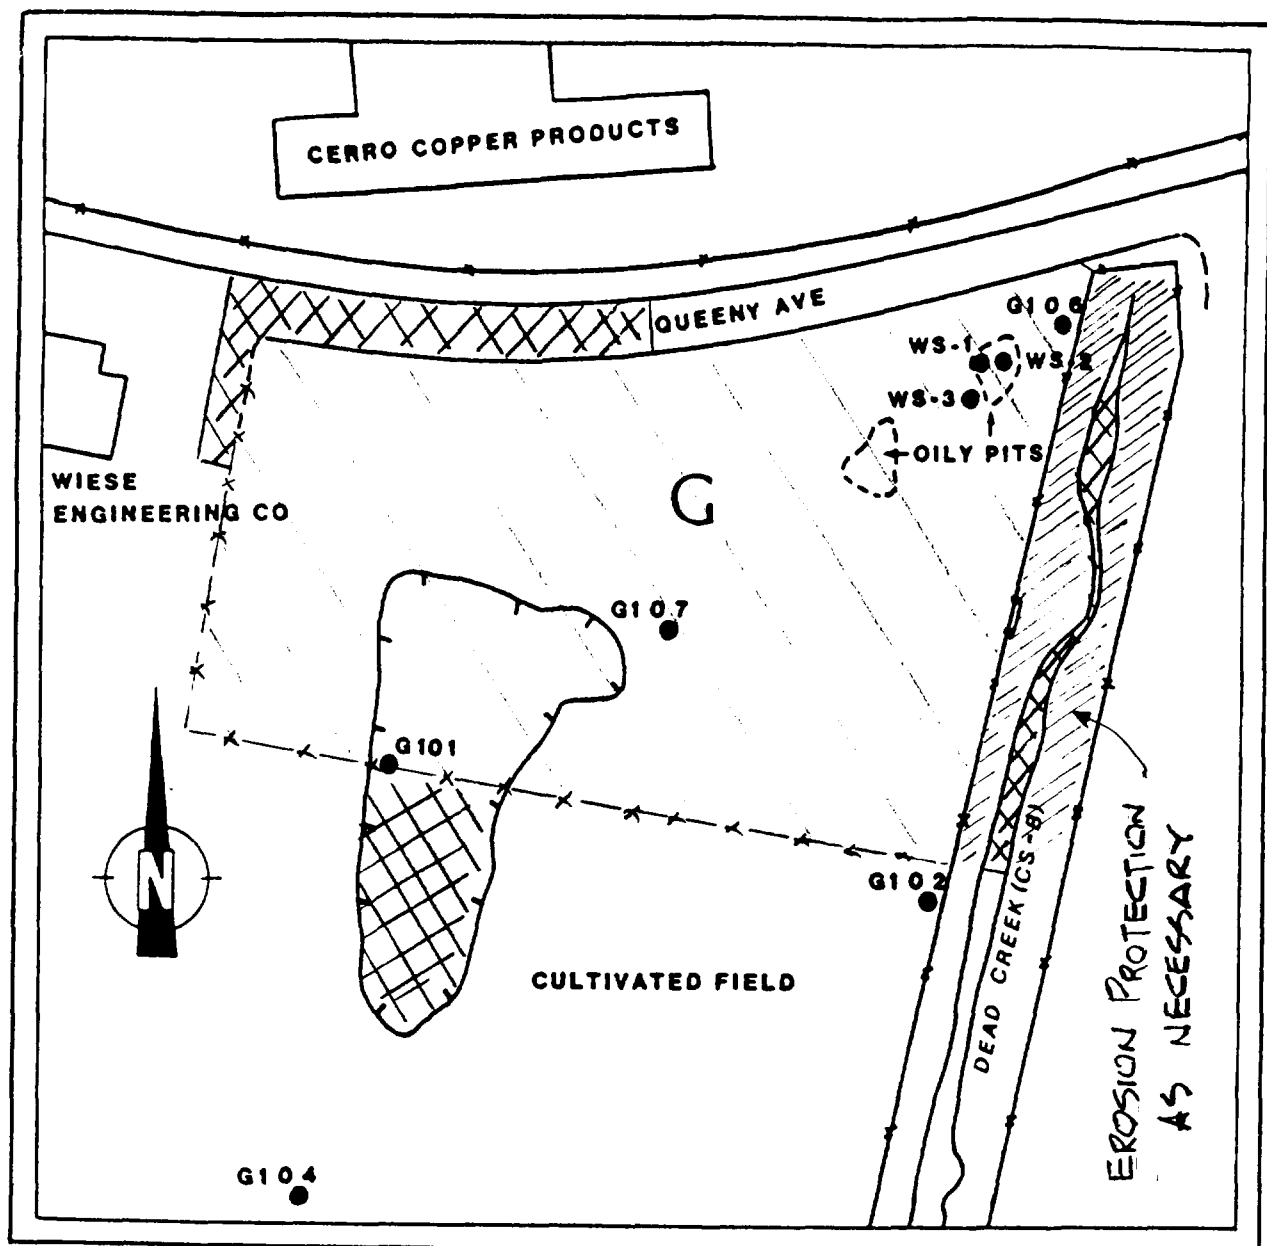 CERRO COPPER PRODUCTS
QUEENY AVE
G106
WS-1
WS-2
WS-3
OILY PITS
WIESE
ENGINEERING CO
G
G107
G101
G102
N
CULTIVATED FIELD
DEAD CREEK (CS-B)
EROSION PROTECTION
AS NECESSARY
G104